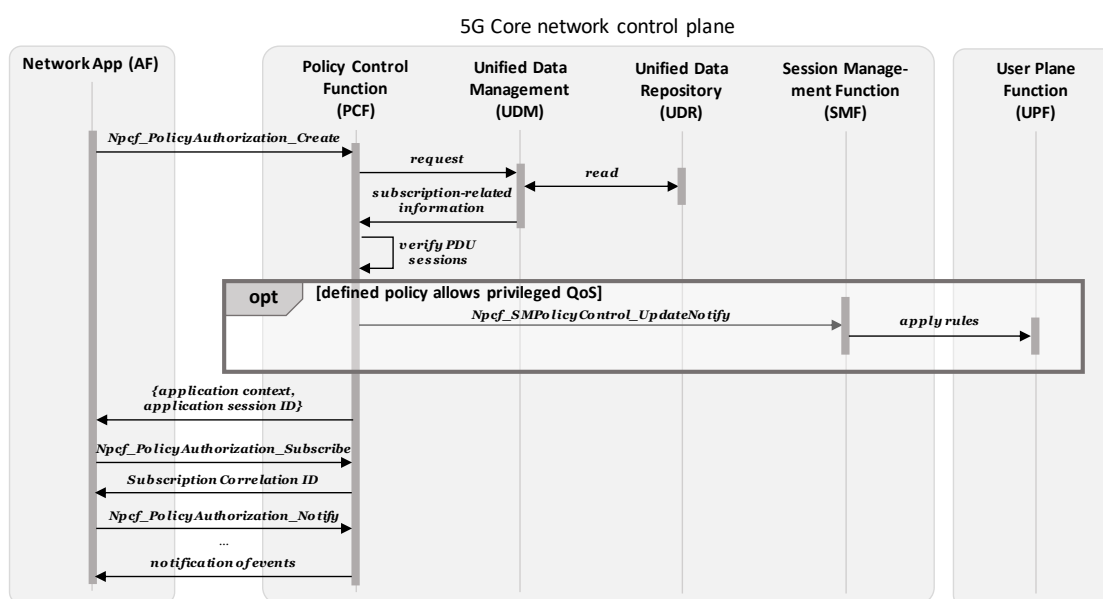 5G Core network control plane
Network App (AF)
Policy Control
Function
(PCF)
Unified Data
Management
(UDM)
Unified Data
Repository
(UDR)
Session Manage-
ment Function
(SMF)
User Plane
Function
(UPF)
Npcf_PolicyAuthorization_Create
request
read
subscription-related
information
verify PDU
sessions
opt
[defined policy allows privileged QoS]
Npcf_SMPolicyControl_UpdateNotify
apply rules
{application context,
application session ID}
Npcf_PolicyAuthorization_Subscribe
Subscription Correlation ID
Npcf_PolicyAuthorization_Notify
...
notification of events